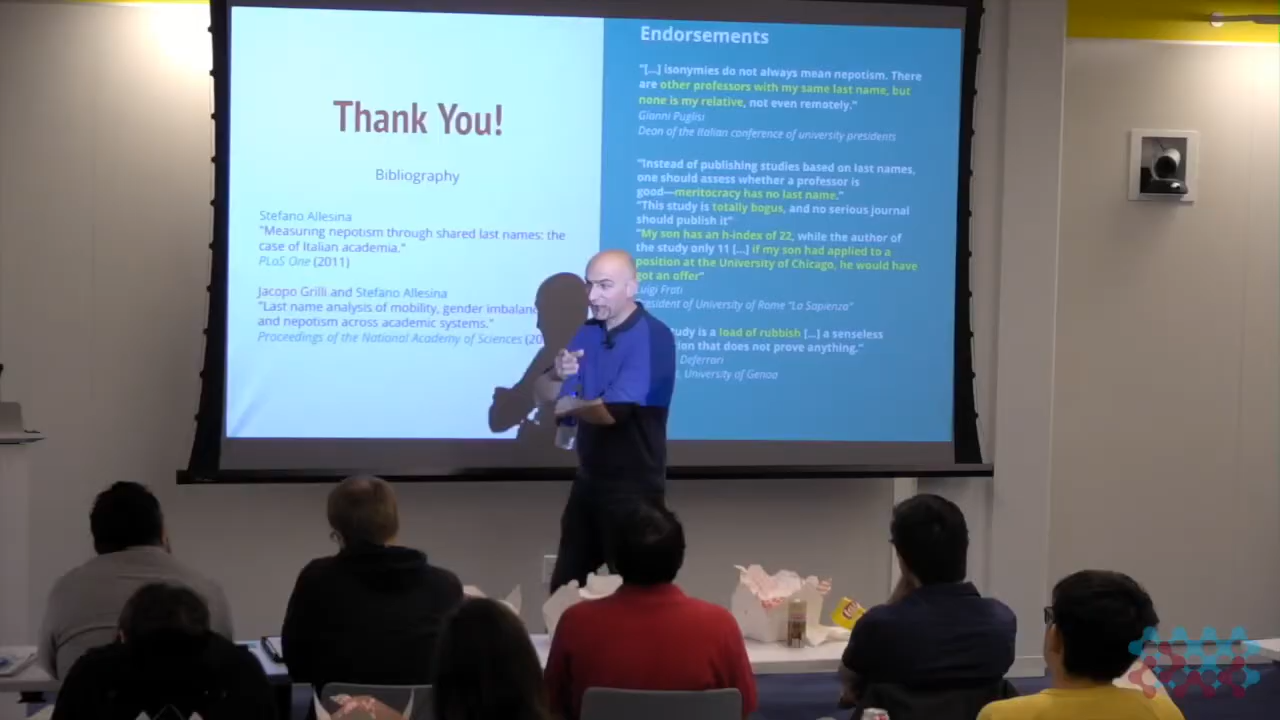 Thank You!
Bibliography
Stefano Allesina
"Measuring nepotism through shared last names: the
case of Italian academia."
PLoS One (2011)
Jacopo Grilli and Stefano Allesina
"Last name analysis of mobility, gender imbalanc
and nepotism across academic systems."
Proceedings of the National Academy of Sciences (20
Endorsements
"[...] isonymies do not always mean nepotism. There
are other professors with my same last name, but
none is my relative, not even remotely."
Gianni Puglisi
Dean of the Italian conference of university presidents
"Instead of publishing studies based on last names,
one should assess whether a professor is
good—meritocracy has no last name."
"This study is totally bogus, and no serious journal
should publish it"
"My son has an h-index of 22, while the author of
the study only 11 [...] if my son had applied to a
position at the University of Chicago, he would have
got an offer"
Luigi Frati
resident of University of Rome "La Sapienza"
udy is a load of rubbish [...] a senseless
ion that does not prove anything."
Deferrari
, University of Genoa